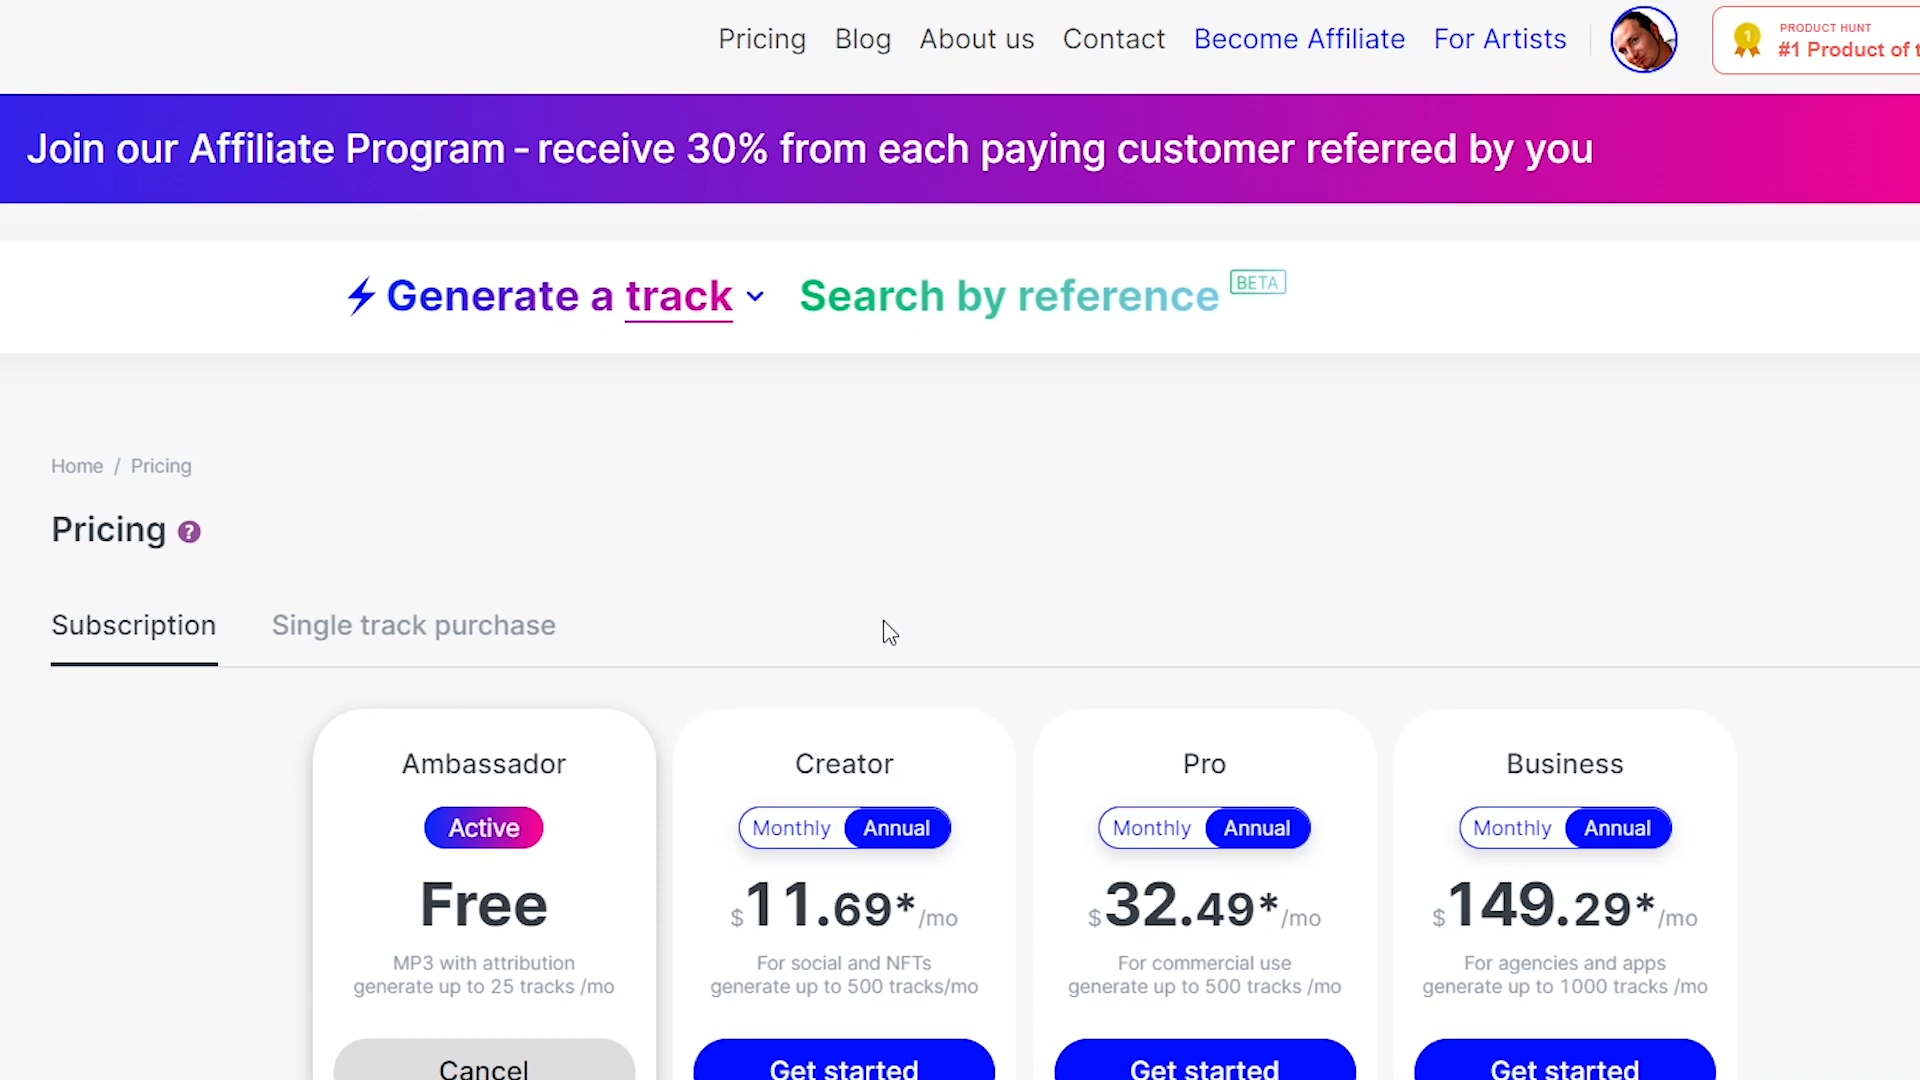 Pricing Blog About us Contact Become Affiliate For Artists
PRODUCT HUNT
#1 Product of
Join our Affiliate Program - receive 30% from each paying customer referred by you
Generate a track Search by reference BETA
Home / Pricing
Pricing ?
Subscription Single track purchase
Ambassador
Active
Free
MP3 with attribution
generate up to 25 tracks /mo
Cancel
Creator
Monthly Annual
$11.69*/mo
For social and NFTs
generate up to 500 tracks/mo
Get started
Pro
Monthly Annual
$32.49*/mo
For commercial use
generate up to 500 tracks /mo
Get started
Business
Monthly Annual
$149.29*/mo
For agencies and apps
generate up to 1000 tracks /mo
Get started